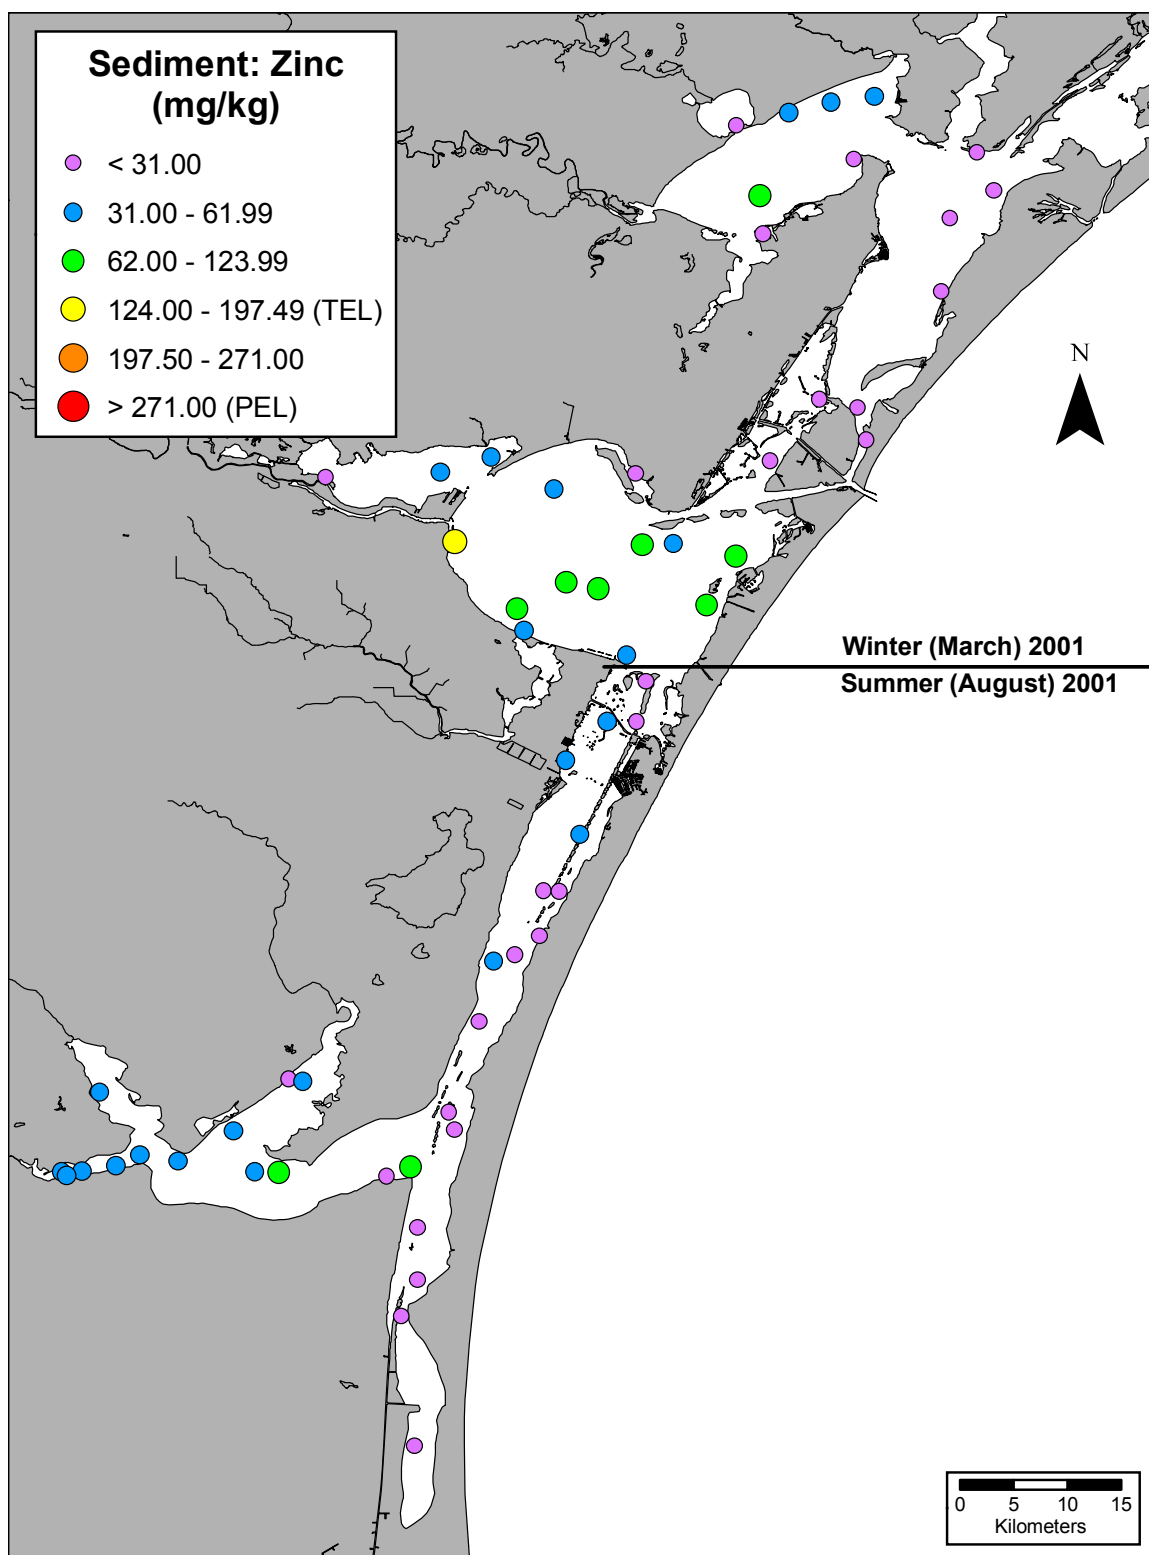 Sediment: Zinc
(mg/kg)
< 31.00
31.00 - 61.99
62.00 - 123.99
124.00 - 197.49 (TEL)
197.50 - 271.00
> 271.00 (PEL)
N
Winter (March) 2001
Summer (August) 2001
0 5 10 15
Kilometers